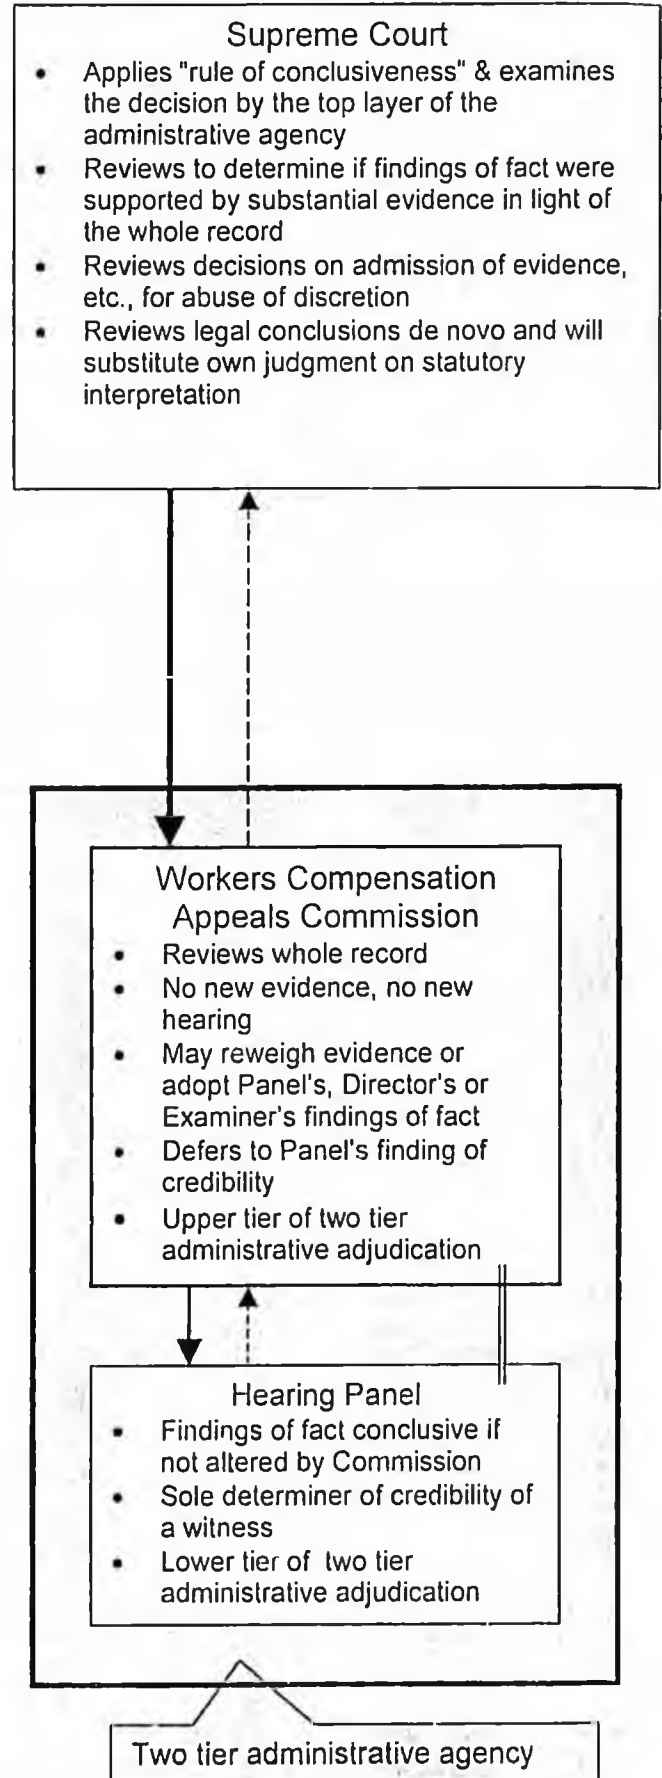 Supreme Court
• Applies "rule of conclusiveness" & examines
the decision by the top layer of the
administrative agency
• Reviews to determine if findings of fact were
supported by substantial evidence in light of
the whole record
• Reviews decisions on admission of evidence,
etc., for abuse of discretion
• Reviews legal conclusions de novo and will
substitute own judgment on statutory
interpretation
Workers Compensation
Appeals Commission
• Reviews whole record
• No new evidence, no new
hearing
• May reweigh evidence or
adopt Panel's, Director's or
Examiner's findings of fact
• Defers to Panel's finding of
credibility
• Upper tier of two tier
administrative adjudication
Hearing Panel
• Findings of fact conclusive if
not altered by Commission
• Sole determiner of credibility of
a witness
• Lower tier of two tier
administrative adjudication
Two tier administrative agency